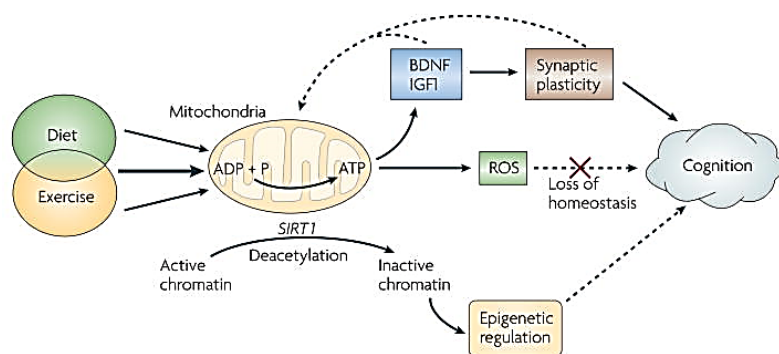 BDNF
IGFI
Synaptic
plasticity
Mitochondria
Diet
Exercise
ADP + P
ATP
ROS
Loss of
homeostasis
Cognition
SIRT1
Deacetylation
Active
chromatin
Inactive
chromatin
Epigenetic
regulation